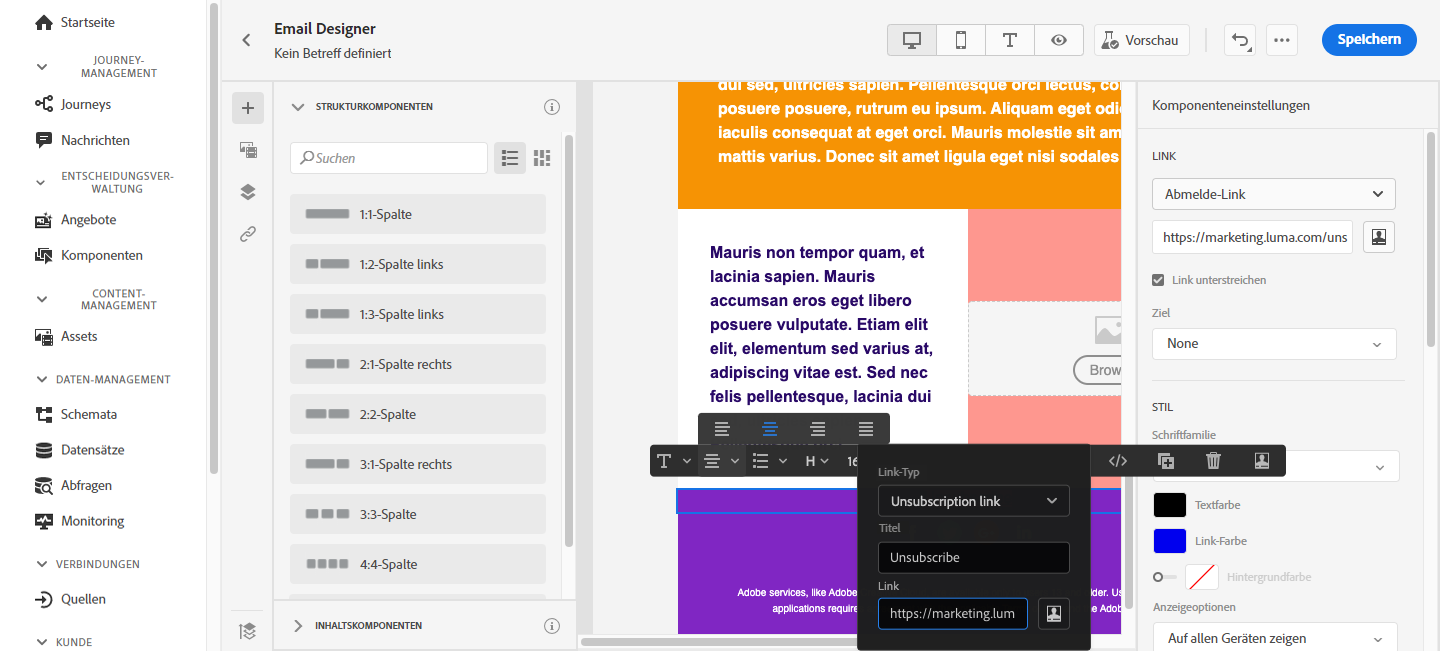 Startseite
JOURNEY-
MANAGEMENT
Journeys
Nachrichten
ENTSCHEIDUNGSVER-
WALTUNG
Angebote
Komponenten
CONTENT-
MANAGEMENT
Assets
DATEN-MANAGEMENT
Schemata
Datensätze
Abfragen
Monitoring
VERBINDUNGEN
Quellen
KUNDE
Email Designer
Kein Betreff definiert
Vorschau
Speichern
STRUKTURKOMPONENTEN
Suchen
1:1-Spalte
1:2-Spalte links
1:3-Spalte links
2:1-Spalte rechts
2:2-Spalte
3:1-Spalte rechts
3:3-Spalte
4:4-Spalte
INHALTSKOMPONENTEN
dui sed, ultricies sapien. Pellentesque orci lectus, co
posuere posuere, rutrum eu ipsum. Aliquam eget odi
iaculis consequat at eget orci. Mauris molestie sit am
mattis varius. Donec sit amet ligula eget nisi sodales
Mauris non tempor quam, et
lacinia sapien. Mauris
accumsan eros eget libero
posuere vulputate. Etiam elit
elit, elementum sed varius at,
adipiscing vitae est. Sed nec
felis pellentesque, lacinia dui
Brow
H
16
Link-Typ
Unsubscription link
Titel
Unsubscribe
Link
https://marketing.lum
Adobe services, like Adobe
der. Us
applications require
e Adob
Komponenteneinstellungen
LINK
Abmelde-Link
https://marketing.luma.com/uns
Link unterstreichen
Ziel
None
STIL
Schriftfamilie
Textfarbe
Link-Farbe
Hintergrundfarbe
Anzeigeoptionen
Auf allen Geräten zeigen